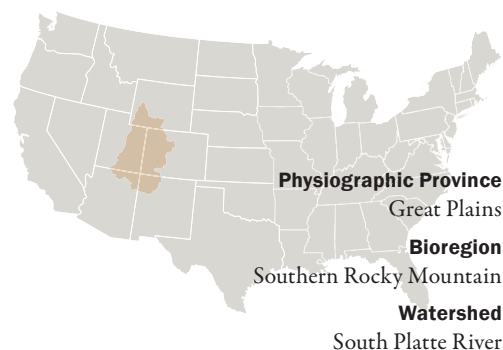 Physiographic Province
Great Plains
Bioregion
Southern Rocky Mountain
Watershed
South Platte River